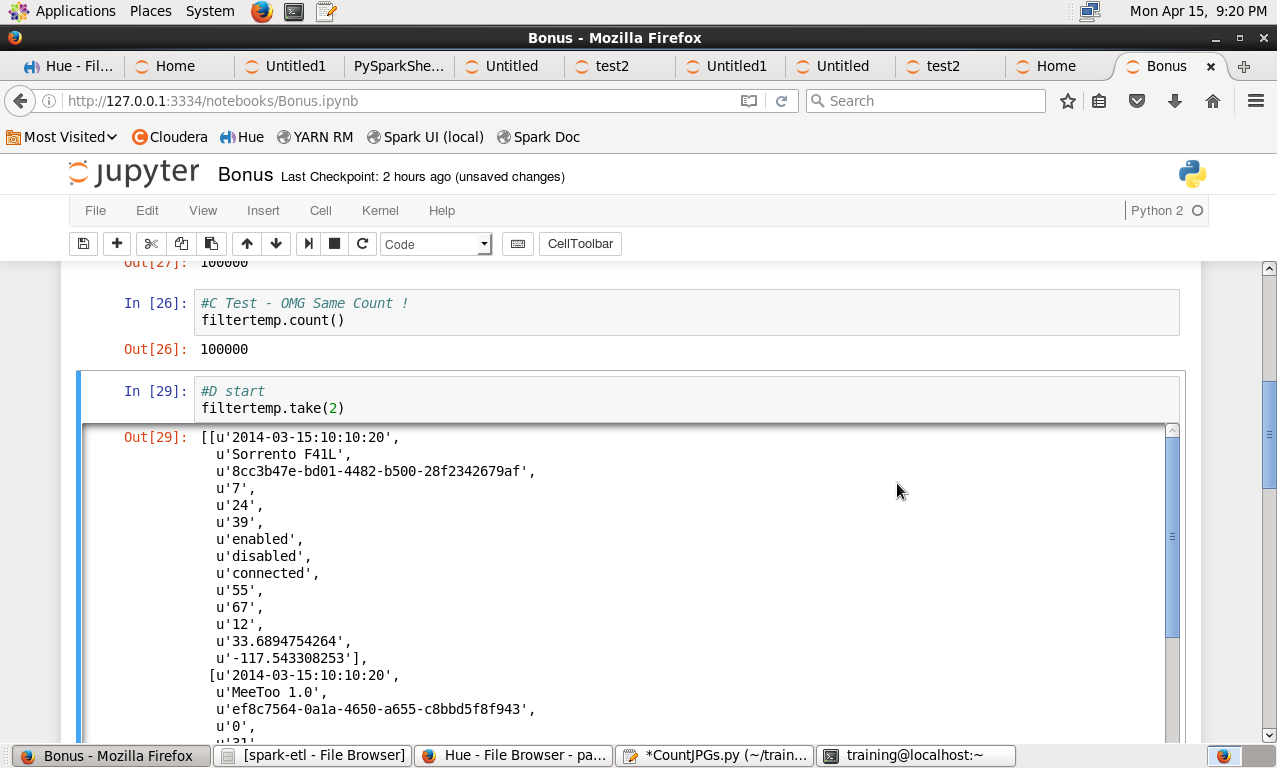 Applications Places System Mon Apr 15, 9:20 PM
Bonus - Mozilla Firefox
Hue - Fil... Home Untitled1 PySparkShe... Untitled test2 Untitled1 Untitled test2 Home Bonus
http://127.0.0.1:3334/notebooks/Bonus.ipynb Search
Most Visited Cloudera Hue YARN RM Spark UI (local) Spark Doc
jupyter Bonus Last Checkpoint: 2 hours ago (unsaved changes)
File Edit View Insert Cell Kernel Help Python 2
Code CellToolbar
Out[27]: 100000
In [26]: #C Test - OMG Same Count !
filtertemp.count()
Out[26]: 100000
In [29]: #D start
filtertemp.take(2)
Out[29]: [[u'2014-03-15:10:10:20',
u'Sorrento F41L',
u'8cc3b47e-bd01-4482-b500-28f2342679af',
u'7',
u'24',
u'39',
u'enabled',
u'disabled',
u'connected',
u'55',
u'67',
u'12',
u'33.6894754264',
u'-117.543308253'],
[u'2014-03-15:10:10:20',
u'MeeToo 1.0',
u'ef8c7564-0a1a-4650-a655-c8bbd5f8f943',
u'0',
u'31',
Bonus - Mozilla Firefox [spark-etl - File Browser] Hue - File Browser - pa... *CountJPGs.py (~/train... training@localhost:~